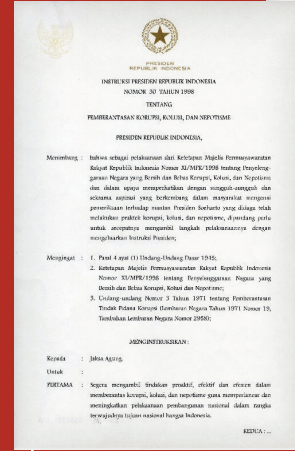 PRESIDEN
REPUBLIK INDONESIA
INSTRUKSI PRESIDEN REPUBLIK INDONESIA
NOMOR 30 TAHUN 1998
TENTANG
PEMBERANTASAN KORUPSI, KOLUSI, DAN NEPOTISME
PRESIDEN REPUBLIK INDONESIA,
Menimbang : bahwa sebagai pelaksanaan dari Ketetapan Majelis Permusyawaratan
Rakyat Republik Indonesia Nomor XI/MPR/1998 tentang Penyeleng-
garaan Negara yang Bersih dan Bebas Korupsi, Kolusi, dan Nepotisme
dan dalam upaya memperhatikan dengan sungguh-sungguh dan
seksama aspirasi yang berkembang dalam masyarakat mengenai
pemeriksaan terhadap mantan Presiden Soeharto yang diduga telah
melakukan praktek korupsi, kolusi, dan nepotisme, dipandang perlu
untuk secepatnya mengambil langkah pelaksanaannya dengan
mengeluarkan Instruksi Presiden;
Mengingat : 1. Pasal 4 ayat (1) Undang-Undang Dasar 1945;
2. Ketetapan Majelis Permusyawaratan Rakyat Republik Indonesia
Nomor XI/MPR/1998 tentang Penyelenggaraan Negara yang
Bersih dan Bebas Korupsi, Kolusi, dan Nepotisme;
3. Undang-undang Nomor 3 Tahun 1971 tentang Pemberantasan
Tindak Pidana Korupsi (Lembaran Negara Tahun 1971 Nomor 19,
Tambahan Lembaran Negara Nomor 2958);
MENGINSTRUKSIKAN :
Kepada : Jaksa Agung.
Untuk :
PERTAMA : Segera mengambil tindakan proaktif, efektif dan efisien dalam
memberantas korupsi, kolusi, dan nepotisme guna memperlancar dan
meningkatkan pelaksanaan pembangunan nasional dalam rangka
terwujudnya tujuan nasional bangsa Indonesia.
KEDUA : ...